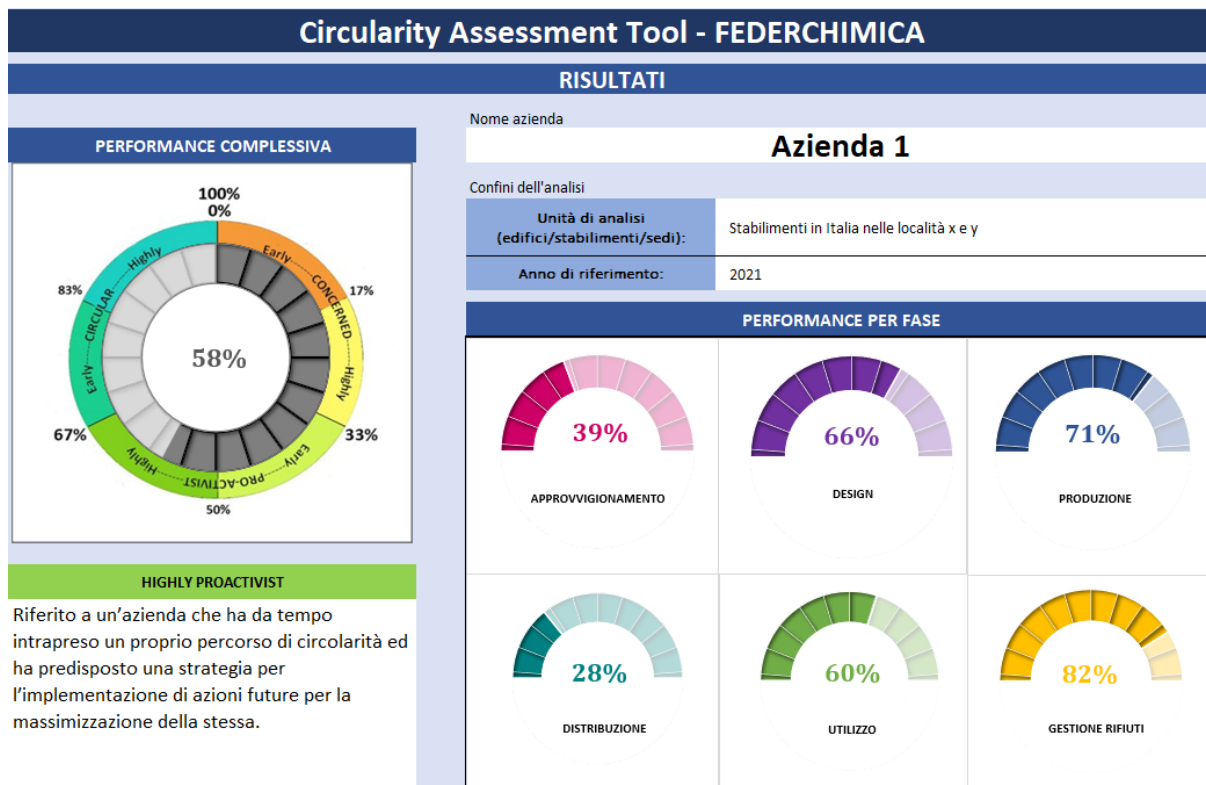 Circularity Assessment Tool - FEDERCHIMICA
RISULTATI
PERFORMANCE COMPLESSIVA
100%
0%
Early
CONCERNED
17%
Highly
33%
Early
PRO-ACTIVIST
50%
Highly
67%
Early
CIRCULAR
83%
Highly
58%
HIGHLY PROACTIVIST
Riferito a un'azienda che ha da tempo
intrapreso un proprio percorso di circolarità ed
ha predisposto una strategia per
l'implementazione di azioni future per la
massimizzazione della stessa.
Nome azienda
Azienda 1
Confini dell'analisi
Unità di analisi
(edifici/stabilimenti/sedi):
Stabilimenti in Italia nelle località x e y
Anno di riferimento:
2021
PERFORMANCE PER FASE
39%
APPROVVIGIONAMENTO
66%
DESIGN
71%
PRODUZIONE
28%
DISTRIBUZIONE
60%
UTILIZZO
82%
GESTIONE RIFIUTI